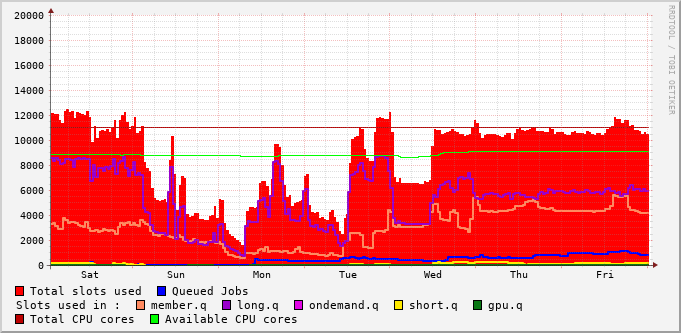 20000
18000
16000
14000
12000
10000
8000
6000
4000
2000
0
Sat Sun Mon Tue Wed Thu Fri
Total slots used Queued Jobs
Slots used in : member.q long.q ondemand.q short.q gpu.q
Total CPU cores Available CPU cores
RRDTOOL / TOBI OETIKER